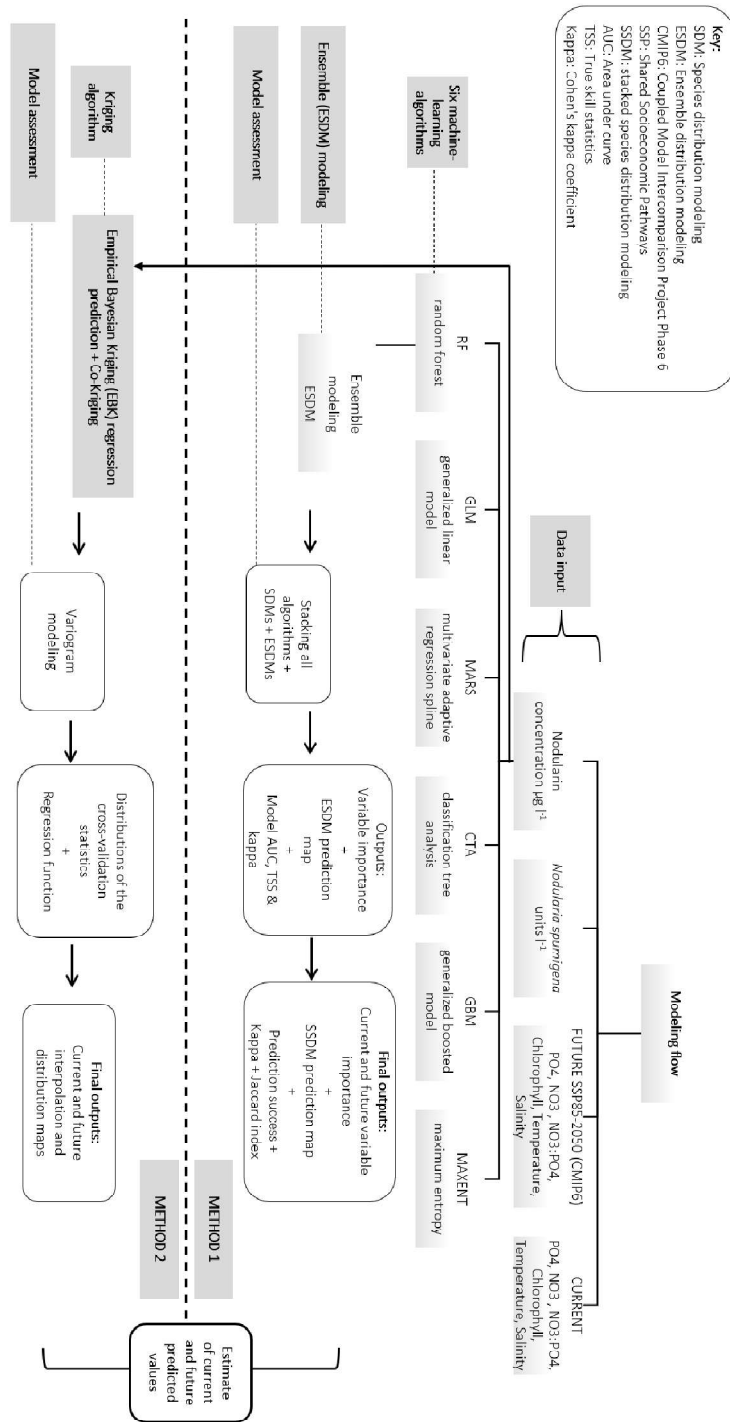 Key:
SDM: Species distribution modeling
ESDM: Ensemble distribution modeling
CMIP6: Coupled Model Intercomparison Project Phase 6
SSP: Shared Socioeconomic Pathways
SSDM: stacked species distribution modeling
AUC: Area under curve
TSS: True skill statistics
Kappa: Cohen's kappa coefficient
Modeling flow
Data input
Nodularin
concentration µg l-1
Nodularia spumigena
units l-1
FUTURE SSP85-2050 (CMIP6)
PO4, NO3 , NO3:PO4,
Chlorophyll, Temperature,
Salinity
CURRENT
PO4, NO3 , NO3:PO4,
Chlorophyll,
Temperature, Salinity
Six machine-
learning
algorithms
RF
random forest
GLM
generalized linear
model
MARS
multivariate adaptive
regression spline
CTA
classification tree
analysis
GBM
generalized boosted
model
MAXENT
maximum entropy
Ensemble (ESDM) modeling
Ensemble
modeling
ESDM
Model assessment
Stacking all
algorithms +
SDMs + ESDMs
Outputs:
Variable importance
+
ESDM prediction
map
+
Model AUC, TSS &
kappa
Final outputs:
Current and future variable
importance
+
SSDM prediction map
+
Prediction success +
Kappa + Jaccard index
METHOD 1
METHOD 2
Kriging
algorithm
Empirical Bayesian Kriging (EBK) regression
prediction + Co-Kriging
Model assessment
Variogram
modeling
Distributions of the
cross-validation
statistics
+
Regression function
Final outputs:
Current and future
interpolation and
distribution maps
Estimate
of current
and future
predicted
values